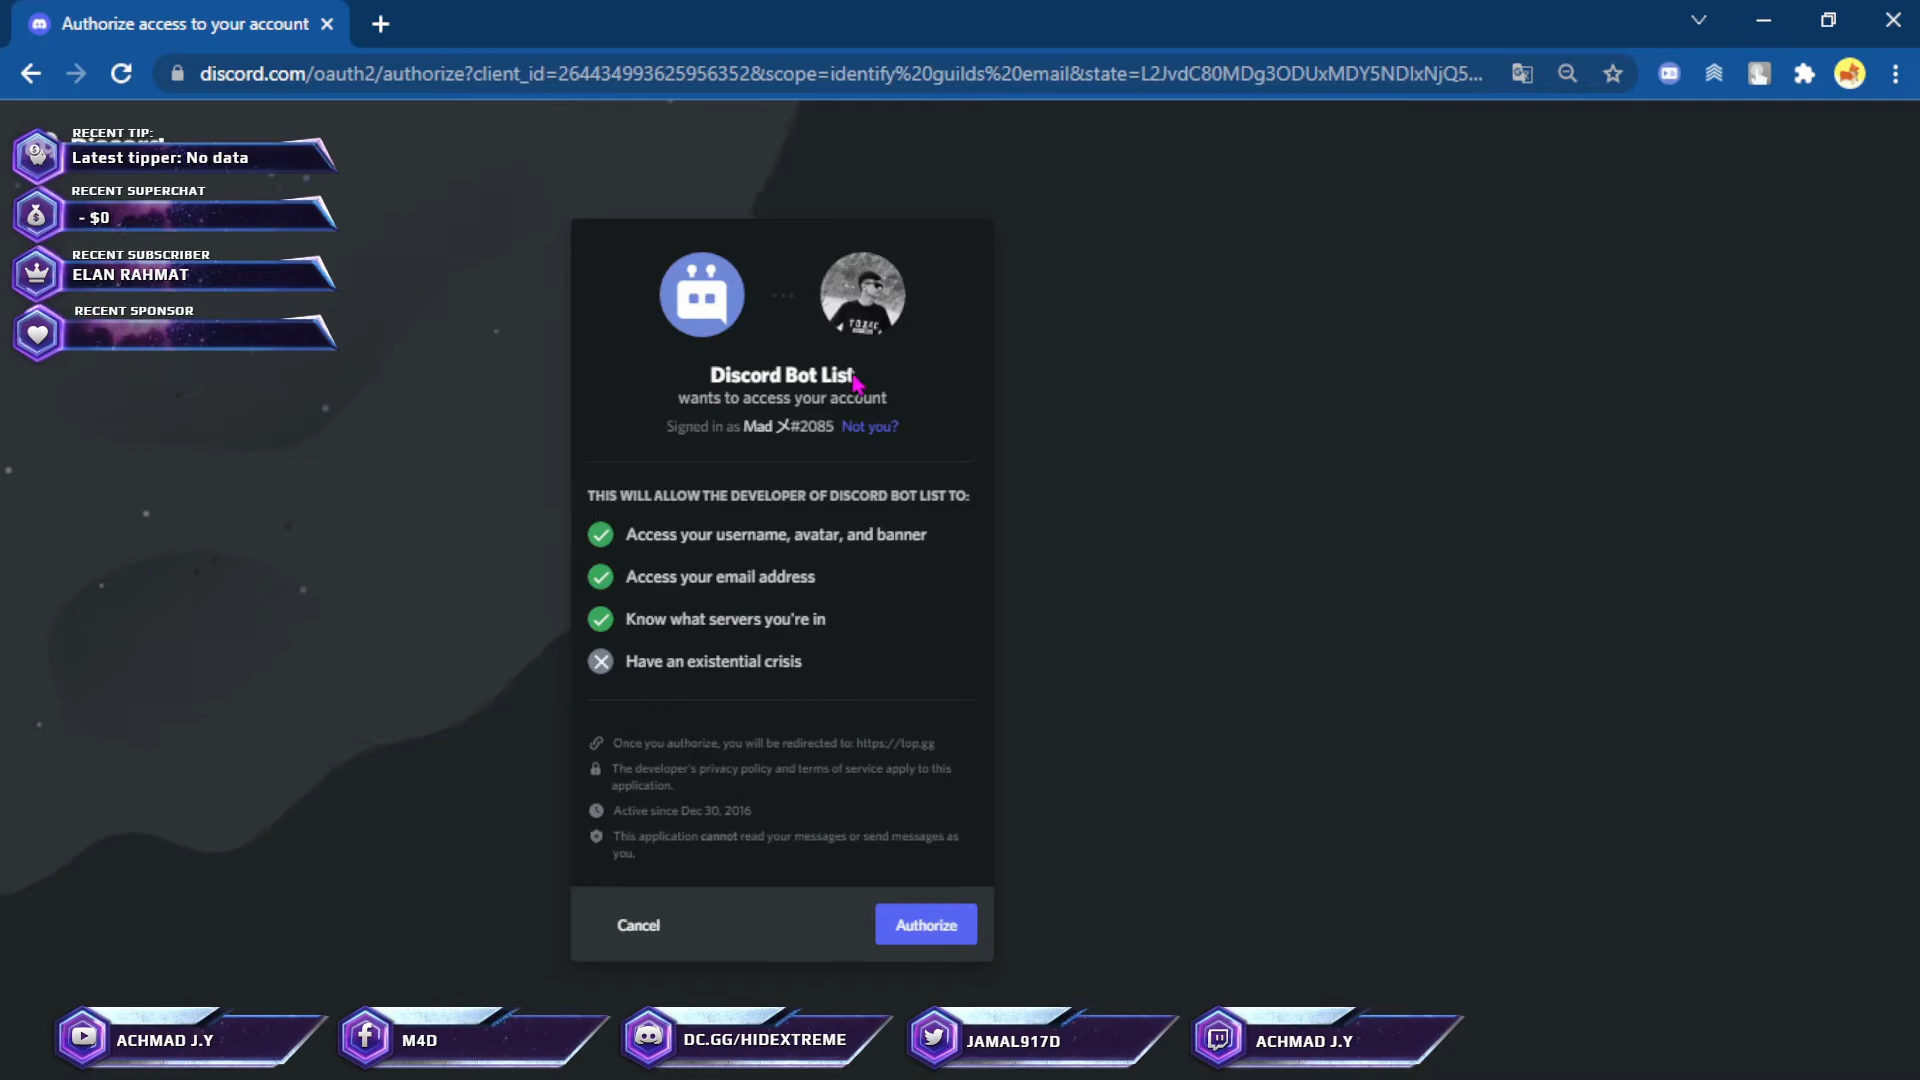 Authorize access to your account
discord.com/oauth2/authorize?client_id=264434993625956352&scope=identify%20guilds%20email&state=L2JvdC80MDg3ODUxMDY5NDIxNjQ5...
RECENT TIP:
Latest tipper: No data
RECENT SUPERCHAT
- $0
RECENT SUBSCRIBER
ELAN RAHMAT
RECENT SPONSOR
TOXIC
Discord Bot List
wants to access your account
Signed in as Mad メ#2085 Not you?
THIS WILL ALLOW THE DEVELOPER OF DISCORD BOT LIST TO:
Access your username, avatar, and banner
Access your email address
Know what servers you're in
Have an existential crisis
Once you authorize, you will be redirected to: https://top.gg
The developer's privacy policy and terms of service apply to this
application.
Active since Dec 30, 2016
This application cannot read your messages or send messages as
you.
Cancel
Authorize
ACHMAD J.Y
M4D
DC.GG/HIDEXTREME
JAMAL917D
ACHMAD J.Y